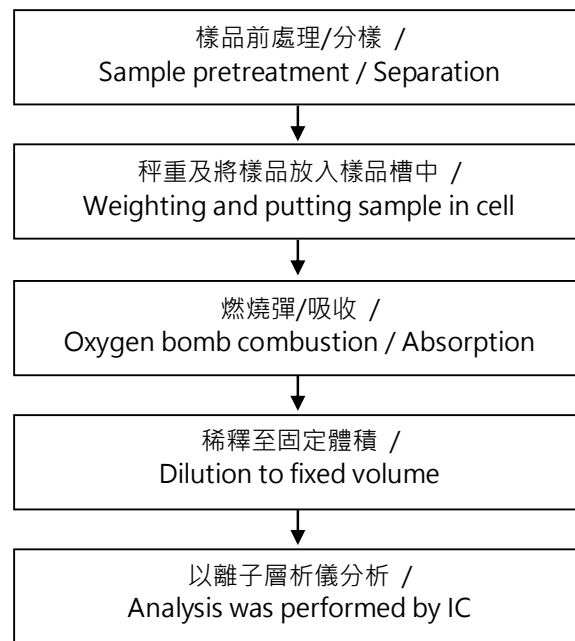 樣品前處理/分樣 /
Sample pretreatment / Separation
秤重及將樣品放入樣品槽中 /
Weighting and putting sample in cell
燃燒彈/吸收 /
Oxygen bomb combustion / Absorption
稀釋至固定體積 /
Dilution to fixed volume
以離子層析儀分析 /
Analysis was performed by IC